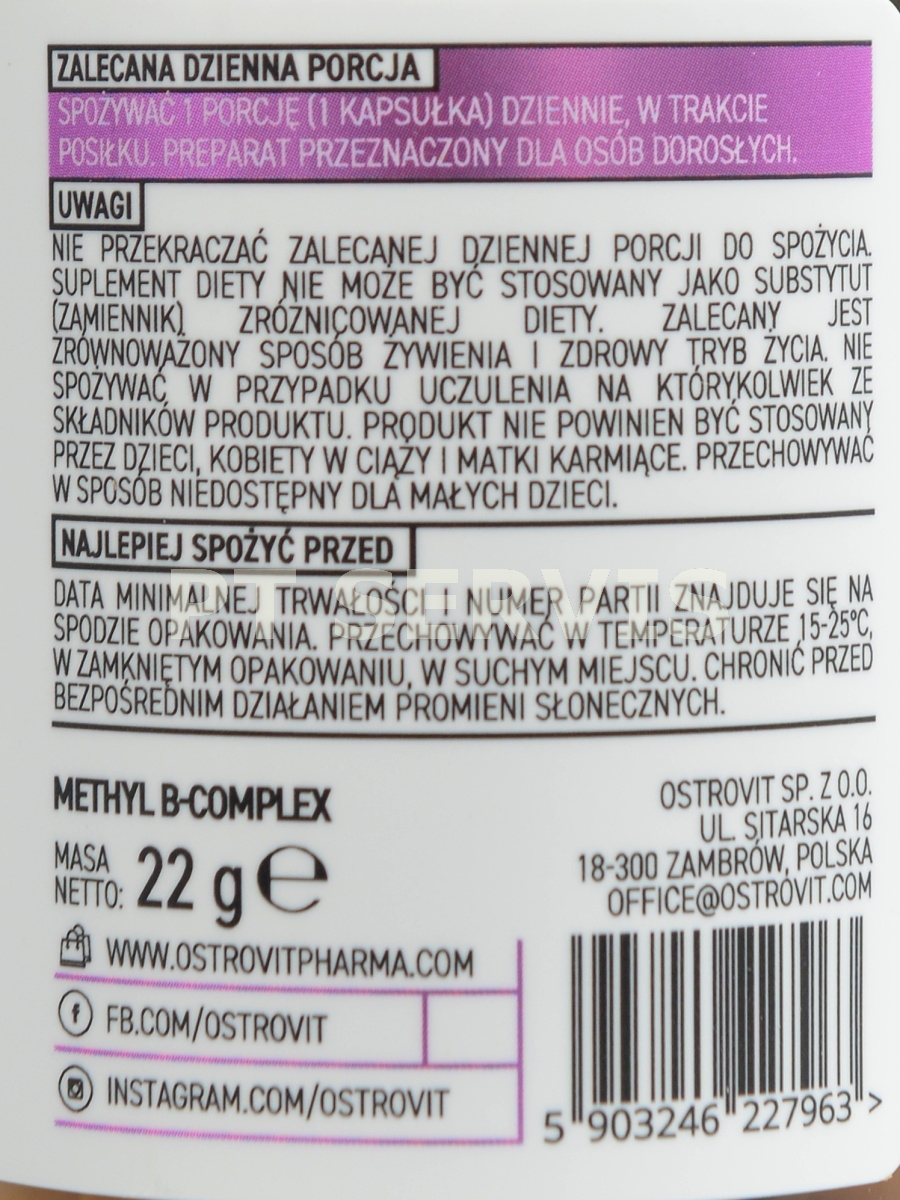 ZALECANA DZIENNA PORCJA
SPOŻYWAĆ 1 PORCJĘ (1 KAPSUŁKA) DZIENNIE, W TRAKCIE
POSIŁKU. PREPARAT PRZEZNACZONY DLA OSÓB DOROSŁYCH.
UWAGI
NIE PRZEKRACZAĆ ZALECANEJ DZIENNEJ PORCJI DO SPOŻYCIA.
SUPLEMENT DIETY NIE MOŻE BYĆ STOSOWANY JAKO SUBSTYTUT
(ZAMIENNIK) ZRÓŻNICOWANEJ DIETY. ZALECANY JEST
ZRÓWNOWAŻONY SPOSÓB ŻYWIENIA I ZDROWY TRYB ŻYCIA. NIE
SPOŻYWAĆ W PRZYPADKU UCZULENIA NA KTÓRYKOLWIEK ZE
SKŁADNIKÓW PRODUKTU. PRODUKT NIE POWINIEN BYĆ STOSOWANY
PRZEZ DZIECI, KOBIETY W CIĄŻY I MATKI KARMIĄCE. PRZECHOWYWAĆ
W SPOSÓB NIEDOSTĘPNY DLA MAŁYCH DZIECI.
NAJLEPIEJ SPOŻYĆ PRZED
PT SERVIS
DATA MINIMALNEJ TRWAŁOŚCI I NUMER PARTII ZNAJDUJE SIĘ NA
SPODZIE OPAKOWANIA. PRZECHOWYWAĆ W TEMPERATURZE 15-25°C,
W ZAMKNIĘTYM OPAKOWANIU, W SUCHYM MIEJSCU. CHRONIĆ PRZED
BEZPOŚREDNIM DZIAŁANIEM PROMIENI SŁONECZNYCH.
METHYL B-COMPLEX
MASA
NETTO: 22 g e
WWW.OSTROVITPHARMA.COM
FB.COM/OSTROVIT
INSTAGRAM.COM/OSTROVIT
OSTROVIT SP. Z O.O.
UL. SITARSKA 16
18-300 ZAMBRÓW, POLSKA
OFFICE@OSTROVIT.COM
5 903246 227963 >